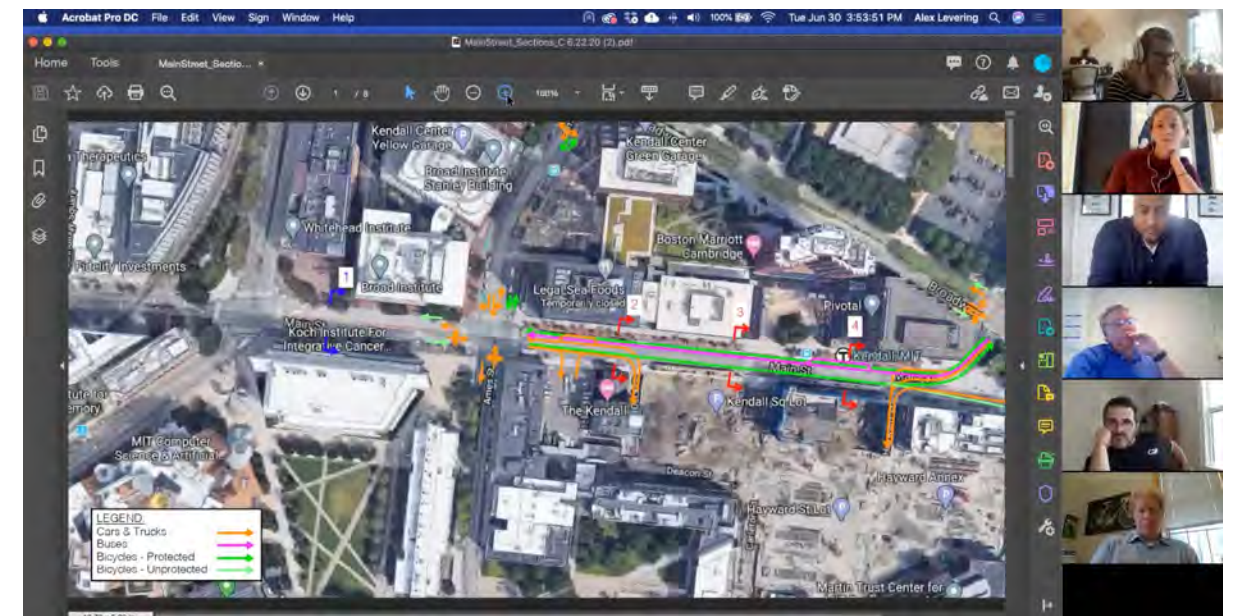 Acrobat Pro DC File Edit View Sign Window Help
100%
Tue Jun 30 3:53:51 PM Alex Levering
MainStreet_Sections_C 6.22.20 (2).pdf
Home Tools MainStreet_Sectio...
1 / 8
100%
Therapeutics
Kendall Center
Yellow Garage
Kendall Center
Green Garage
Broad Institute
Stanley Building
Whitehead Institute
Fidelity Investments
Boston Marriott
Cambridge
1
Broad Institute
Legal Sea Foods
Temporarily closed
2
3
Pivotal
4
Main St
Koch Institute For
Integrative Cancer...
Kendall/MIT
Main St
Ames St
The Kendall
Kendall Sq Lot
MIT Computer
Science & Artificial
Deacon St
Hayward Annex
Hayward St Lot
LEGEND:
Cars & Trucks
Buses
Bicycles - Protected
Bicycles - Unprotected
Martin Trust Center for